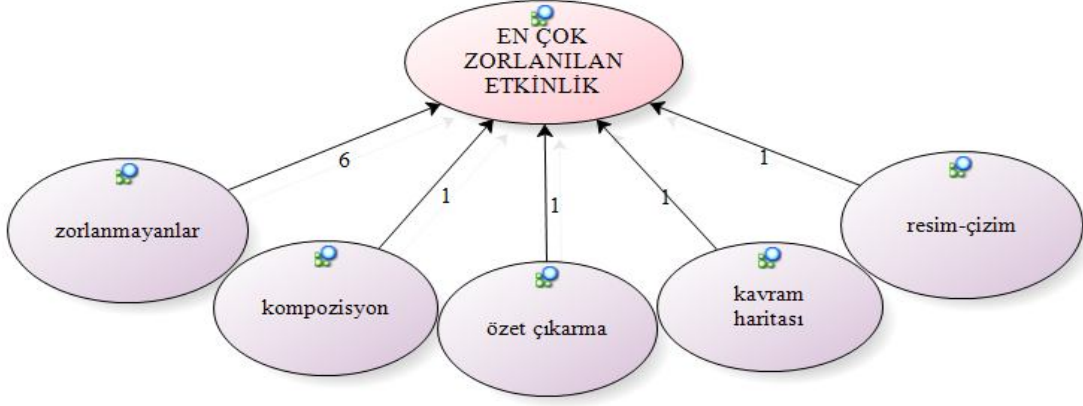 EN ÇOK
ZORLANILAN
ETKİNLİK
6
1
1
1
1
zorlanmayanlar
kompozisyon
özet çıkarma
kavram
haritası
resim-çizim